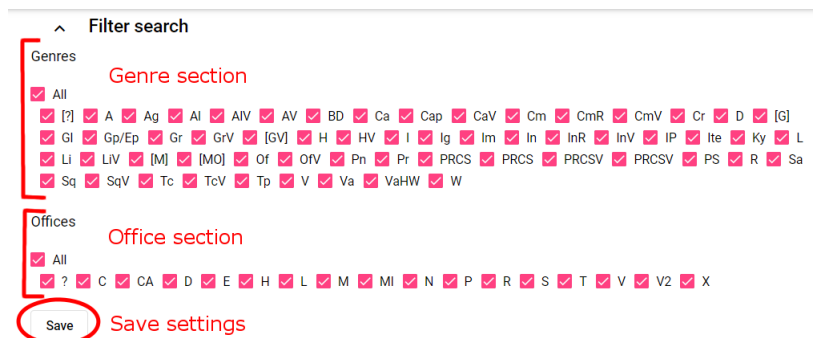 Filter search
Genres
Genre section
All
[?] A Ag Al AlV AV BD Ca Cap CaV Cm CmR CmV Cr D [G]
Gl Gp/Ep Gr GrV [GV] H HV I Ig Im In InR InV IP Ite Ky L
Li LiV [M] [MO] Of OfV Pn Pr PRCS PRCS PRCSV PRCSV PS R Sa
Sq SqV Tc TcV Tp V Va VaHW W
Offices
Office section
All
? C CA D E H L M MI N P R S T V V2 X
Save Save settings